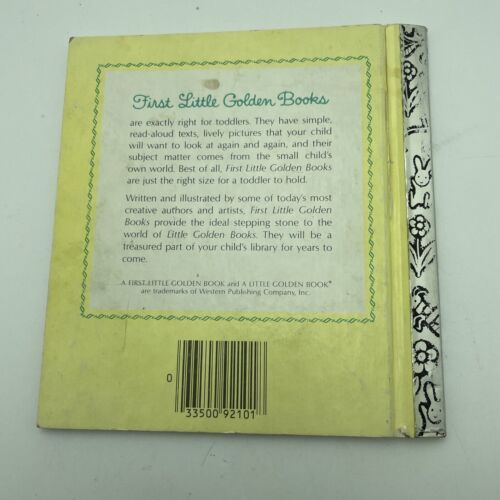 First Little Golden Books
are exactly right for toddlers. They have simple,
read-aloud texts, lively pictures that your child
will want to look at again and again, and their
subject matter comes from the small child's
own world. Best of all, First Little Golden Books
are just the right size for a toddler to hold.
Written and illustrated by some of today's most
creative authors and artists, First Little Golden
Books provide the ideal stepping stone to the
world of Little Golden Books. They will be a
treasured part of your child's library for years to
come.
A FIRST LITTLE GOLDEN BOOK and A LITTLE GOLDEN BOOK®
are trademarks of Western Publishing Company, Inc.
0
33500 92101